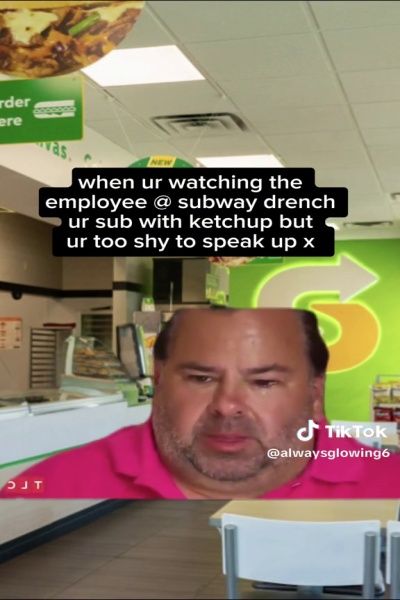 rder
ere
NEW
when ur watching the
employee @ subway drench
ur sub with ketchup but
ur too shy to speak up x
TikTok
@alwaysglowing6
TLC